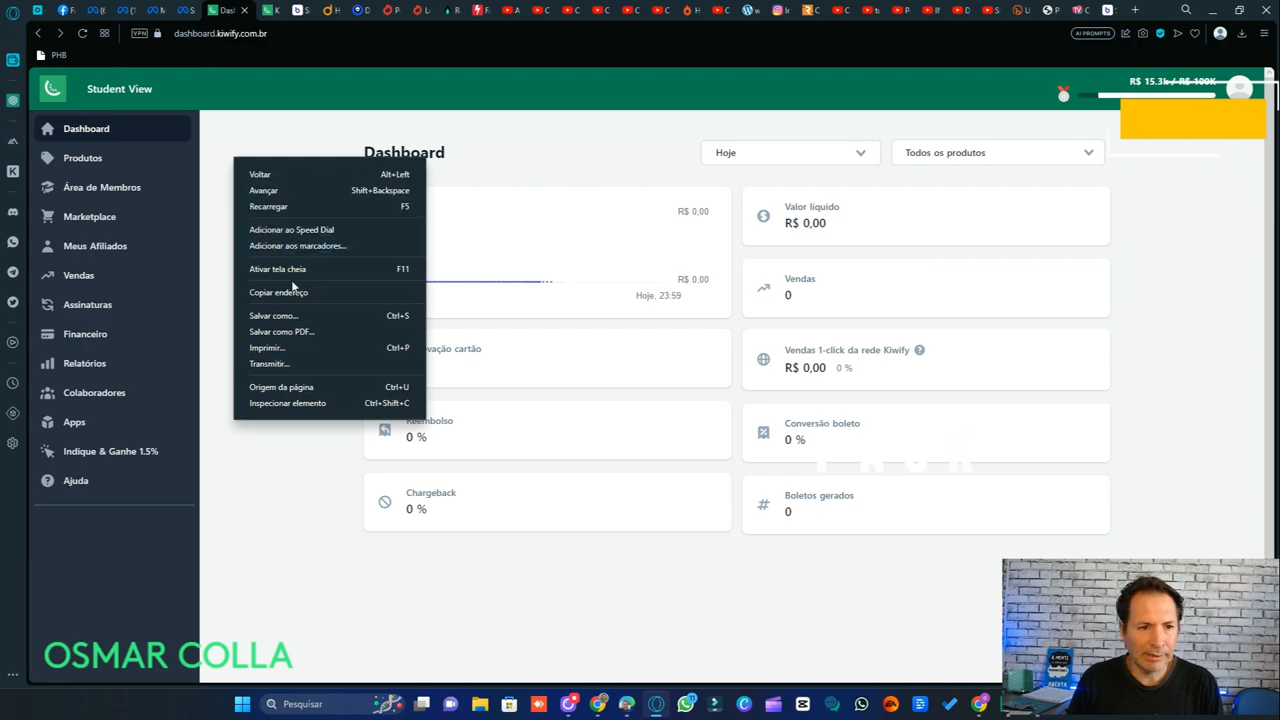 dashboard.kiwify.com.br
VPN
AI PROMPTS
PHB
Student View
R$ 15.3k / R$ 100K
Dashboard
Produtos
Área de Membros
Marketplace
Meus Afiliados
Vendas
Assinaturas
Financeiro
Relatórios
Colaboradores
Apps
Indique & Ganhe 1.5%
Ajuda
Dashboard
Hoje
Todos os produtos
Voltar Alt+Left
Avançar Shift+Backspace
Recarregar F5
Adicionar ao Speed Dial
Adicionar aos marcadores...
Ativar tela cheia F11
Copiar endereço
Salvar como... Ctrl+S
Salvar como PDF...
Imprimir... Ctrl+P
Transmitir...
Origem da página Ctrl+U
Inspecionar elemento Ctrl+Shift+C
R$ 0,00
R$ 0,00
Hoje, 23:59
Valor líquido
R$ 0,00
Vendas
0
Vendas 1-click da rede Kiwify
R$ 0,00 0 %
Reembolso
0 %
Conversão boleto
0 %
Chargeback
0 %
Boletos gerados
0
OSMAR COLLA
Pesquisar